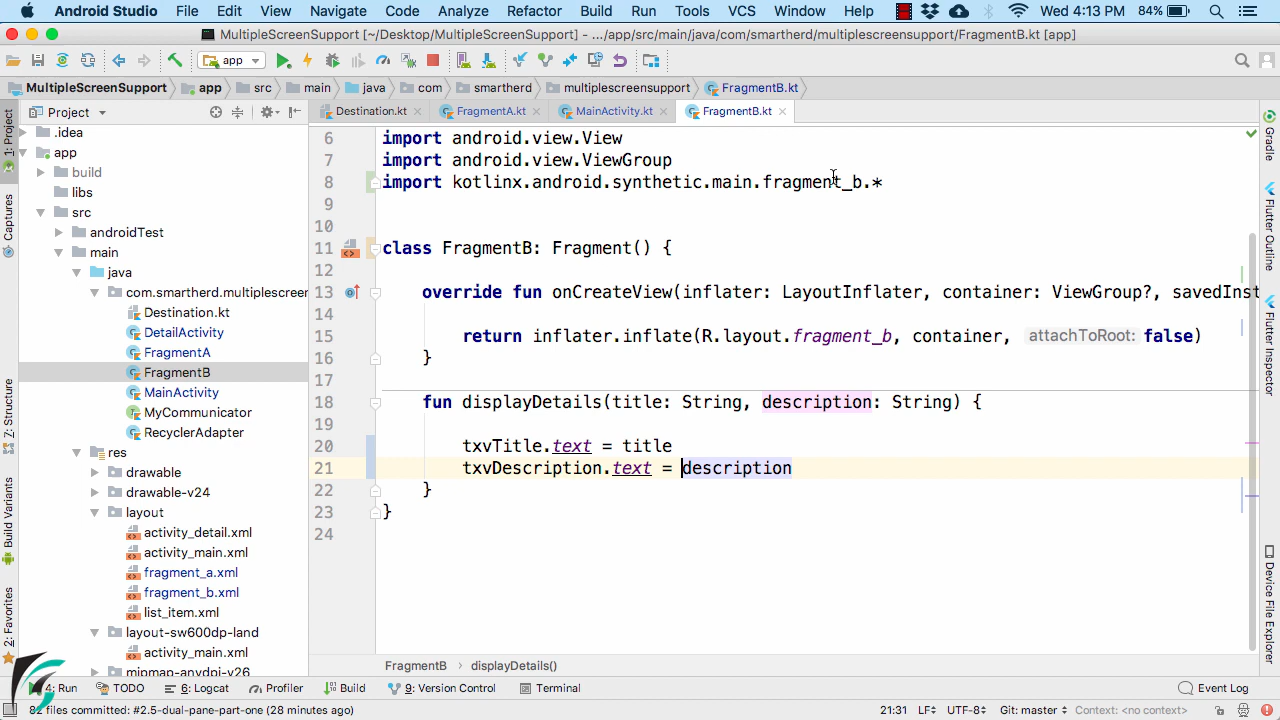 Android Studio File Edit View Navigate Code Analyze Refactor Build Run Tools VCS Window Help Wed 4:13 PM 84%
MultipleScreenSupport [~/Desktop/MultipleScreenSupport] - .../app/src/main/java/com/smartherd/multiplescreensupport/FragmentB.kt [app]
app
MultipleScreenSupport app src main java com smartherd multiplescreensupport FragmentB.kt
Project
Destination.kt FragmentA.kt MainActivity.kt FragmentB.kt
.idea
app
build
libs
src
androidTest
main
java
com.smartherd.multiplescreer
Destination.kt
DetailActivity
FragmentA
FragmentB
MainActivity
MyCommunicator
RecyclerAdapter
res
drawable
drawable-v24
layout
activity_detail.xml
activity_main.xml
fragment_a.xml
fragment_b.xml
list_item.xml
layout-sw600dp-land
activity_main.xml
mipmap-anydpi-v26
1: Project
Captures
7: Structure
Build Variants
2: Favorites
6 import android.view.View
7 import android.view.ViewGroup
8 import kotlinx.android.synthetic.main.fragment_b.*
9
10
11 class FragmentB: Fragment() {
12
13 override fun onCreateView(inflater: LayoutInflater, container: ViewGroup?, savedInst
14
15 return inflater.inflate(R.layout.fragment_b, container, attachToRoot: false)
16 }
17
18 fun displayDetails(title: String, description: String) {
19
20 txvTitle.text = title
21 txvDescription.text = description
22 }
23 }
24
Gradle
Flutter Outline
Flutter Inspector
Device File Explorer
FragmentB displayDetails()
4: Run TODO 6: Logcat Profiler Build 9: Version Control Terminal Event Log
82 files committed: #2.5-dual-pane-part-one (28 minutes ago) 21:31 LF UTF-8 Git: master Context: <no context>